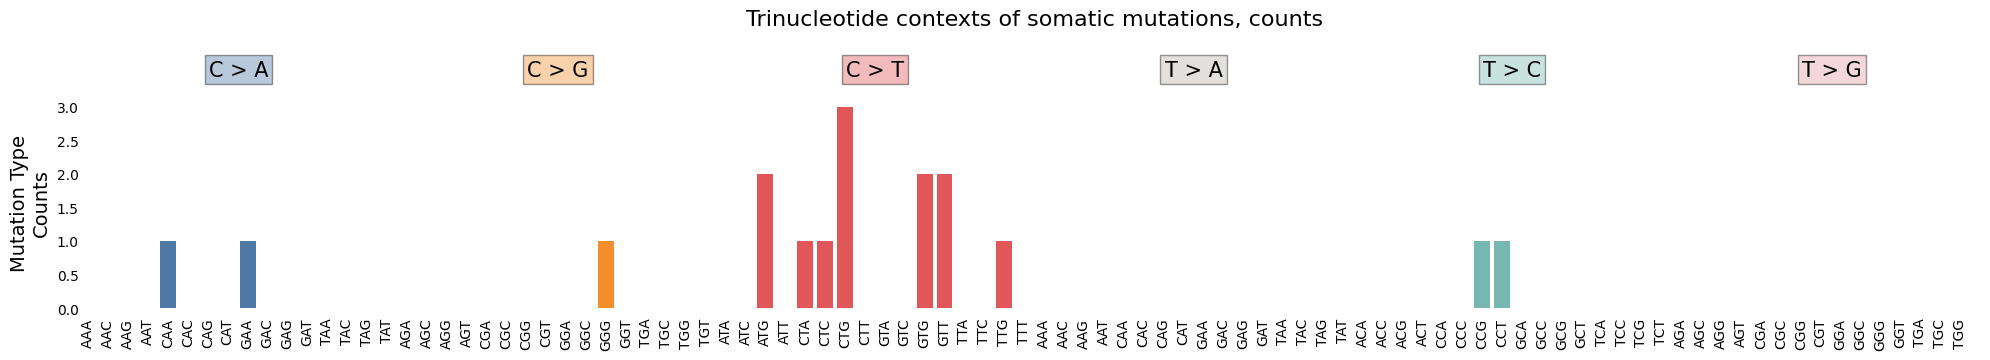 Trinucleotide contexts of somatic mutations, counts
C > A C > G C > T T > A T > C T > G
Mutation Type
Counts
3.0
2.5
2.0
1.5
1.0
0.5
0.0
AAA AAC AAG AAT CAA CAC CAG CAT GAA GAC GAG GAT TAA TAC TAG TAT AGA AGC AGG AGT CGA CGC CGG CGT GGA GGC GGG GGT TGA TGC TGG TGT ATA ATC ATG ATT CTA CTC CTG CTT GTA GTC GTG GTT TTA TTC TTG TTT AAA AAC AAG AAT CAA CAC CAG CAT GAA GAC GAG GAT TAA TAC TAG TAT ACA ACC ACG ACT CCA CCC CCG CCT GCA GCC GCG GCT TCA TCC TCG TCT AGA AGC AGG AGT CGA CGC CGG CGT GGA GGC GGG GGT TGA TGC TGG